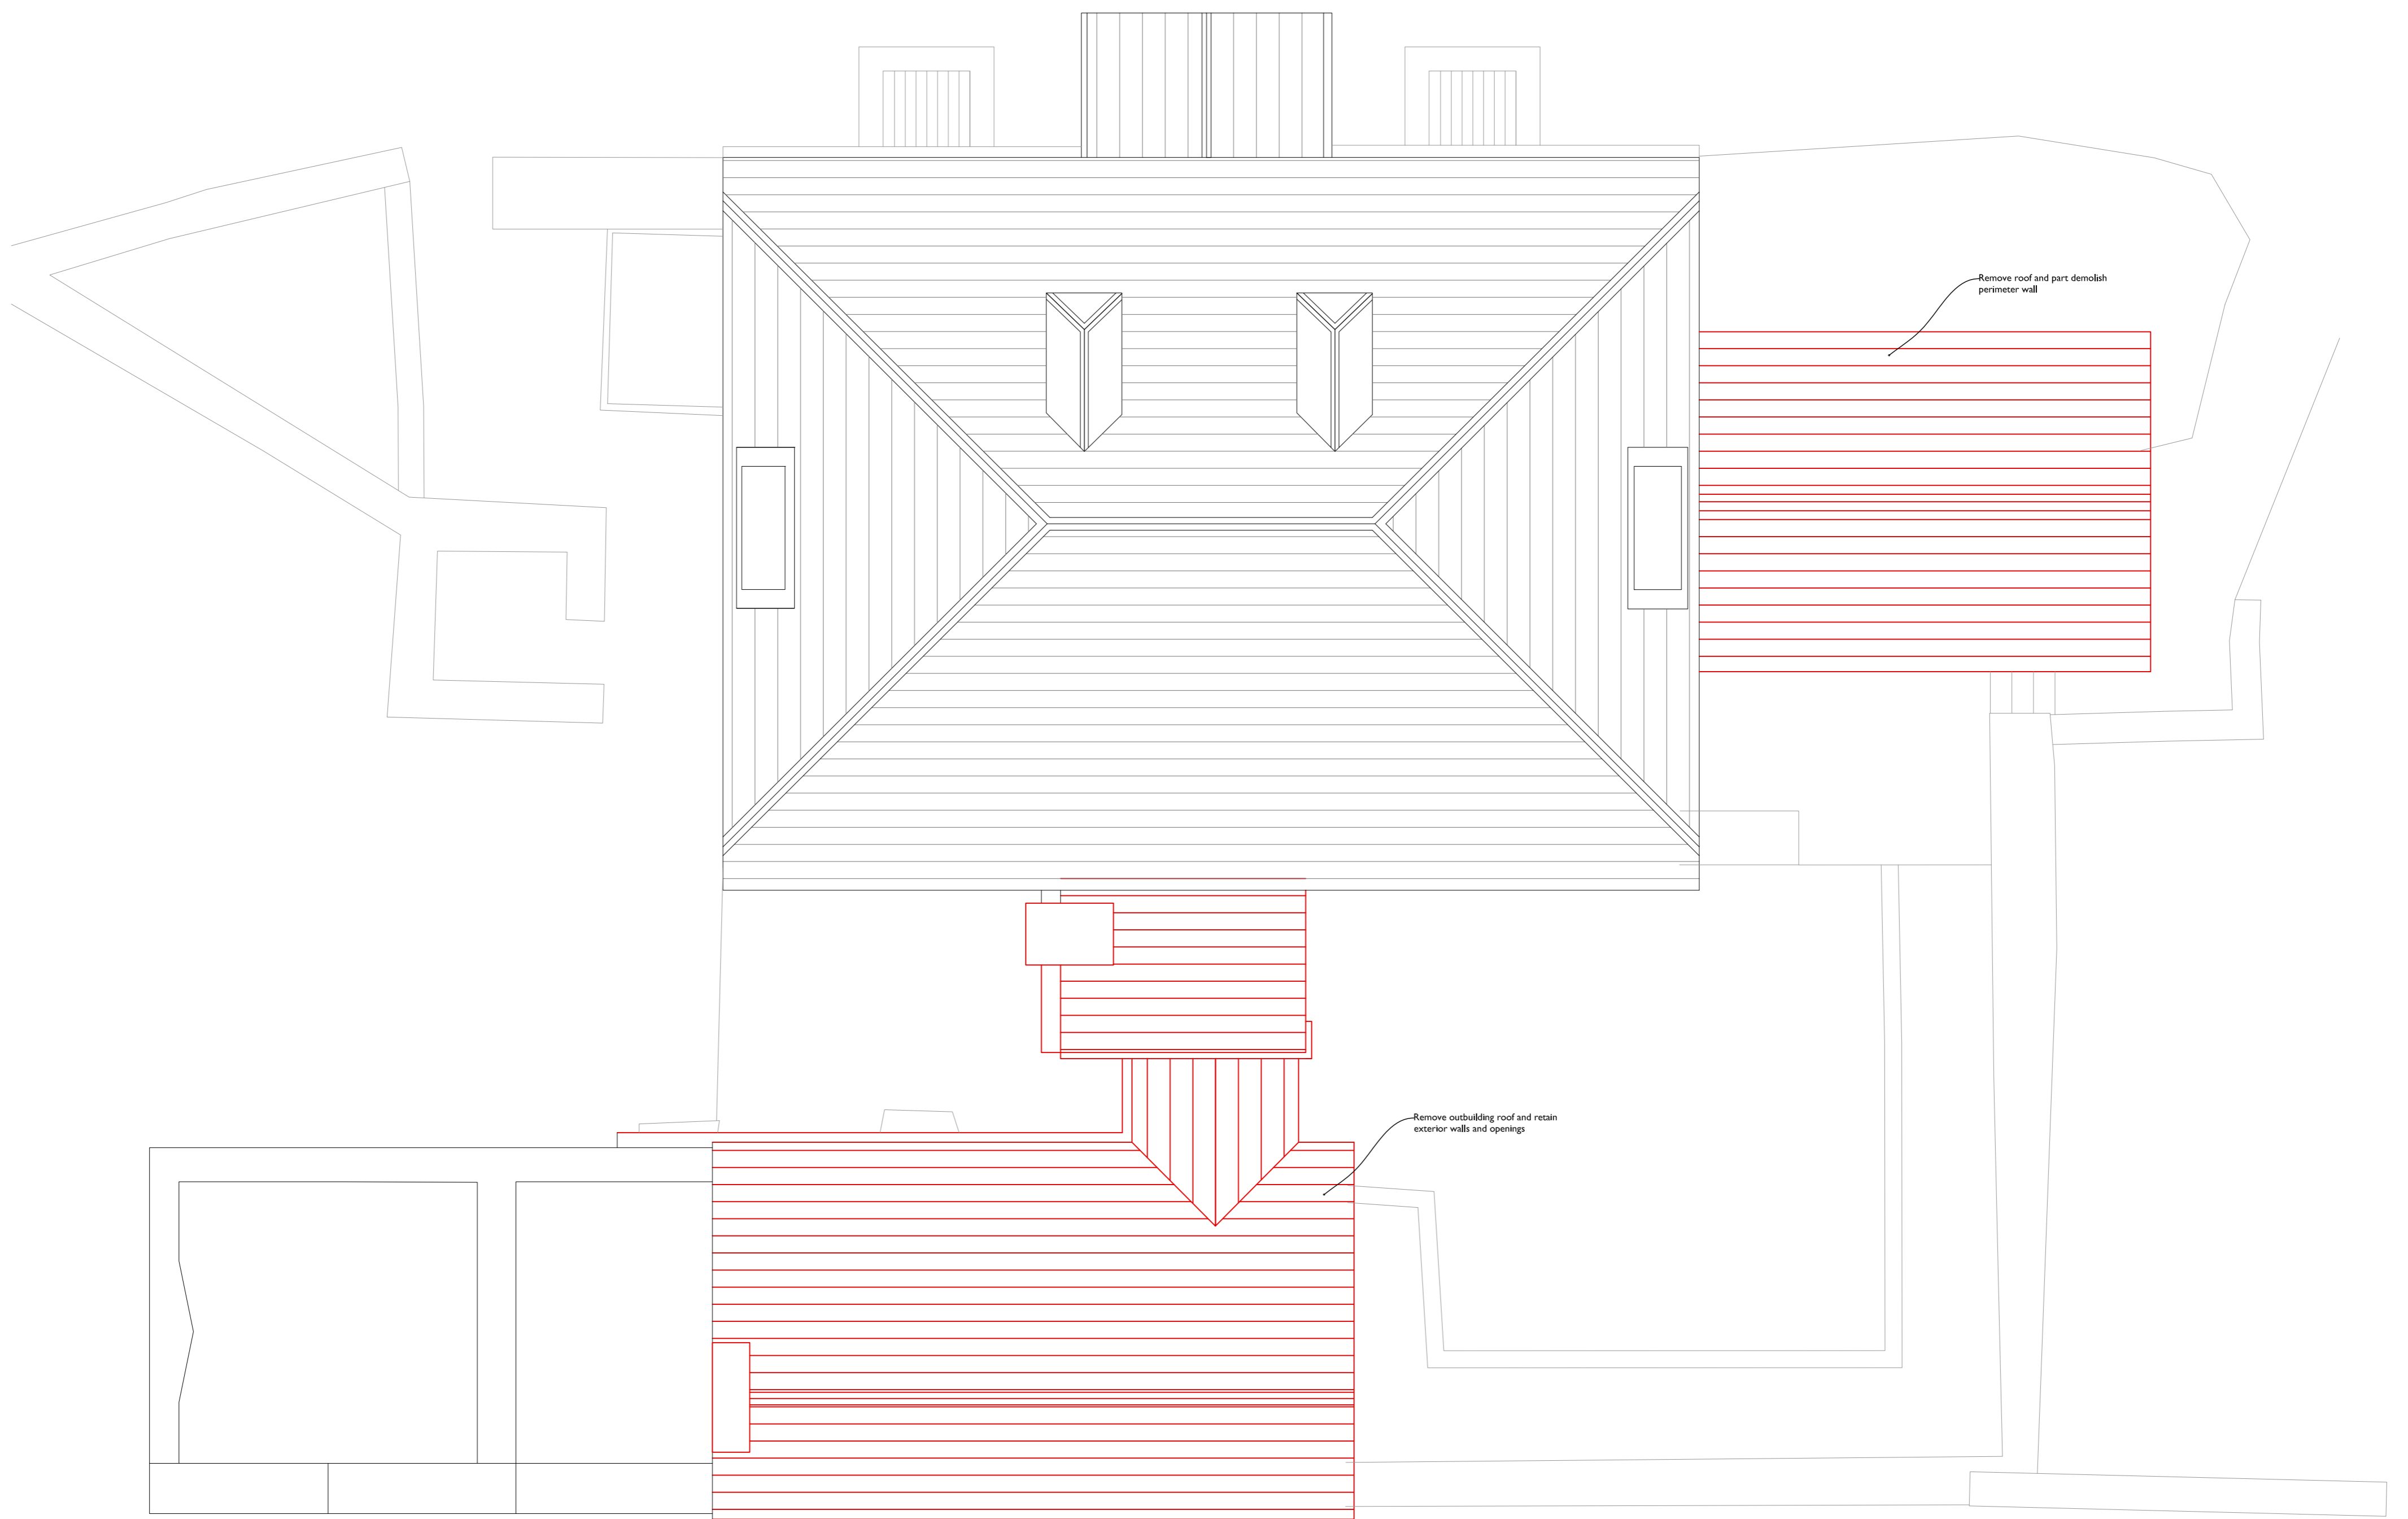 Remove roof and part demolish
perimeter wall
Remove outbuilding roof and retain
exterior walls and openings